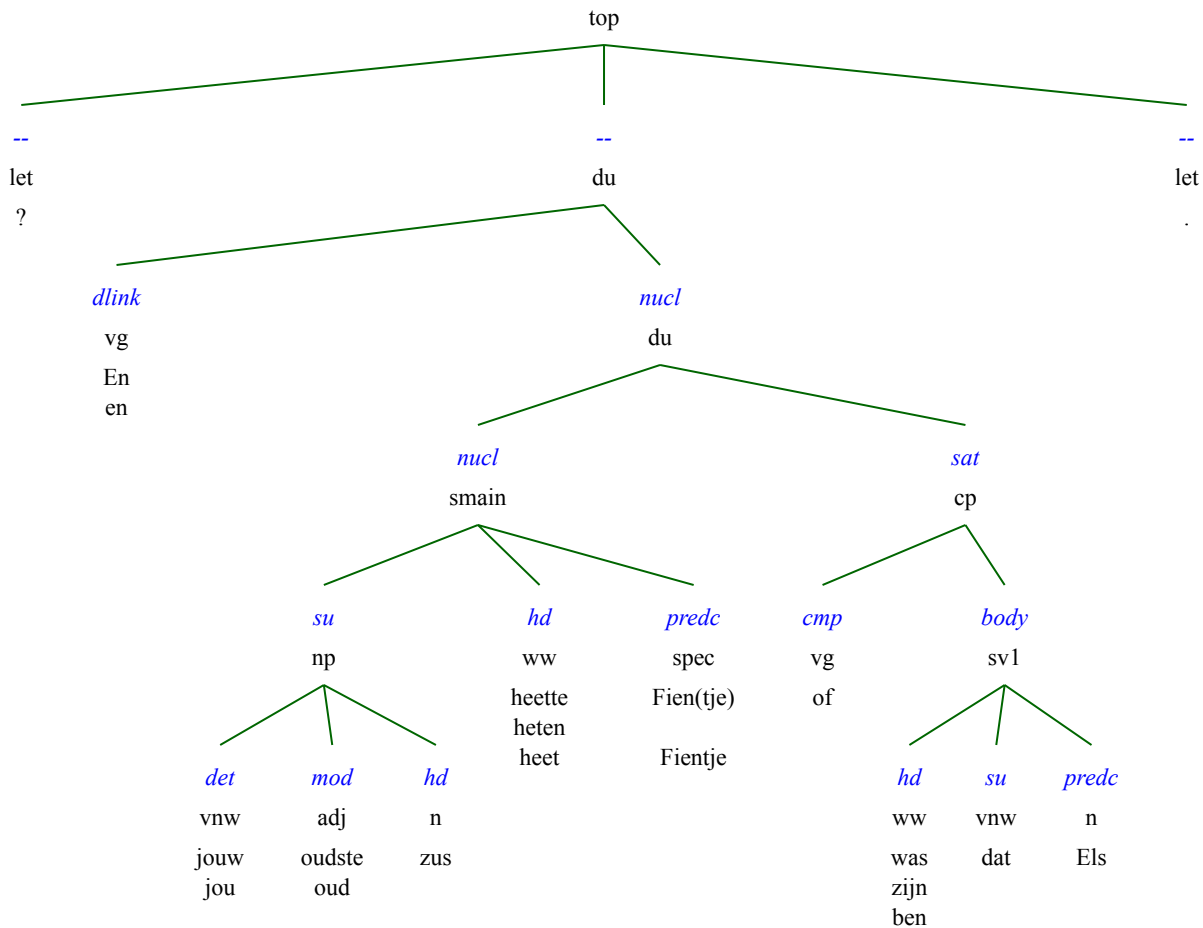 top
-- -- --
let du let
? .
dlink nucl
vg du
En
en
nucl sat
smain cp
su hd predc cmp body
np ww spec vg sv1
heette Fien(tje) of
heten
heet Fientje
det mod hd hd su predc
vnw adj n ww vnw n
jouw oudste zus was dat Els
jou oud zijn
ben